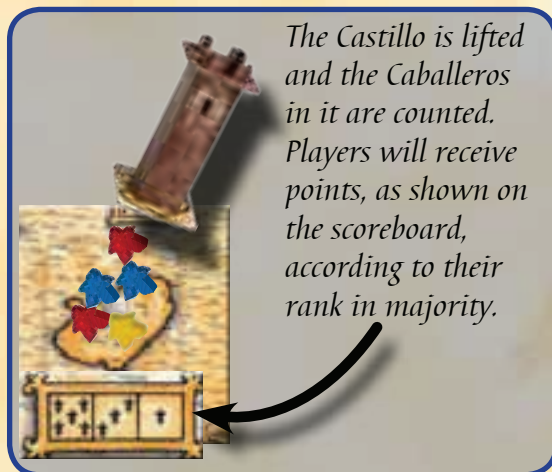 The Castillo is lifted
and the Caballeros
in it are counted.
Players will receive
points, as shown on
the scoreboard,
according to their
rank in majority.